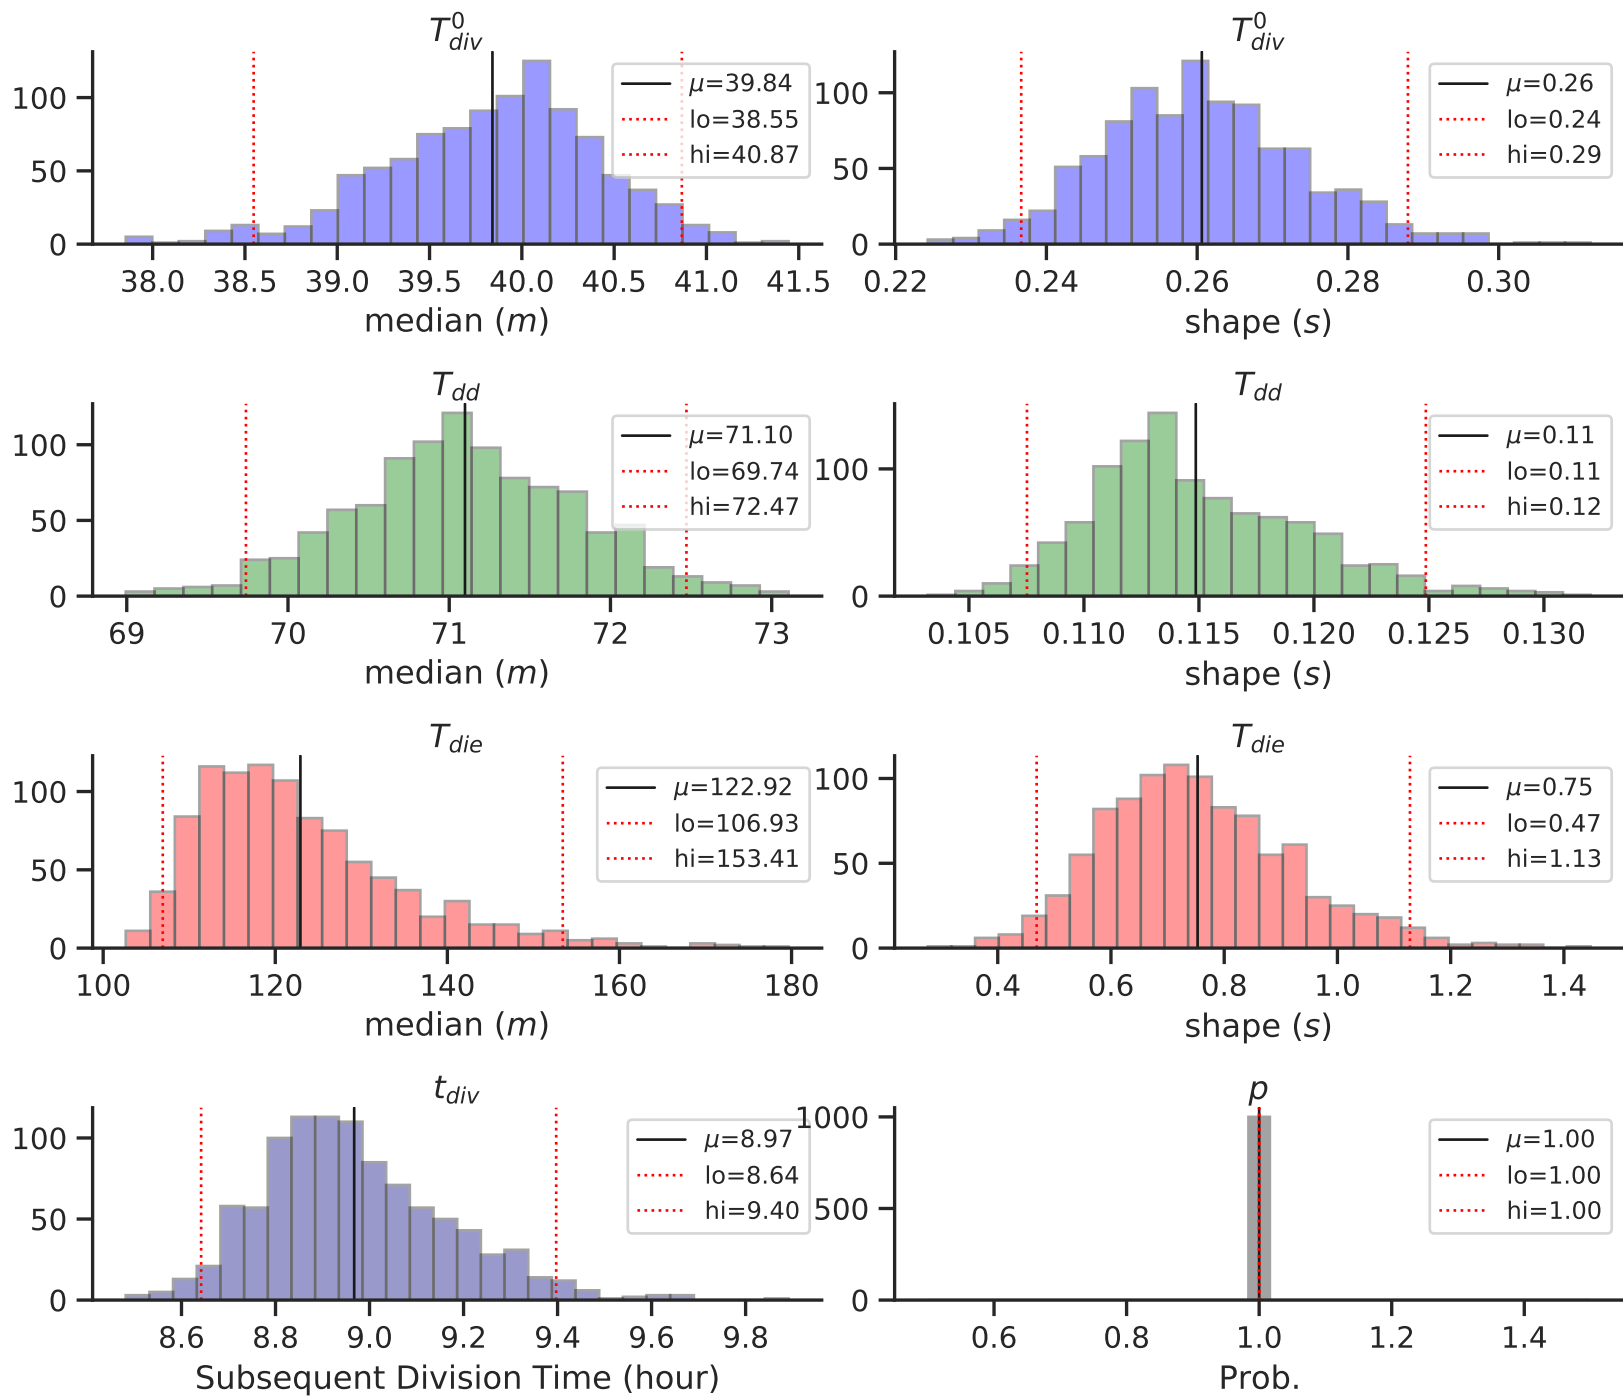 T⁰div
100
50
0
μ=39.84
lo=38.55
hi=40.87
38.0 38.5 39.0 39.5 40.0 40.5 41.0 41.5
median (m)
T⁰div
100
50
0
μ=0.26
lo=0.24
hi=0.29
0.22 0.24 0.26 0.28 0.30
shape (s)
Tdd
100
50
0
μ=71.10
lo=69.74
hi=72.47
69 70 71 72 73
median (m)
Tdd
100
0
μ=0.11
lo=0.11
hi=0.12
0.105 0.110 0.115 0.120 0.125 0.130
shape (s)
Tdie
100
50
0
μ=122.92
lo=106.93
hi=153.41
100 120 140 160 180
median (m)
Tdie
100
50
0
μ=0.75
lo=0.47
hi=1.13
0.4 0.6 0.8 1.0 1.2 1.4
shape (s)
tdiv
100
50
0
μ=8.97
lo=8.64
hi=9.40
8.6 8.8 9.0 9.2 9.4 9.6 9.8
Subsequent Division Time (hour)
p
1000
500
0
μ=1.00
lo=1.00
hi=1.00
0.6 0.8 1.0 1.2 1.4
Prob.